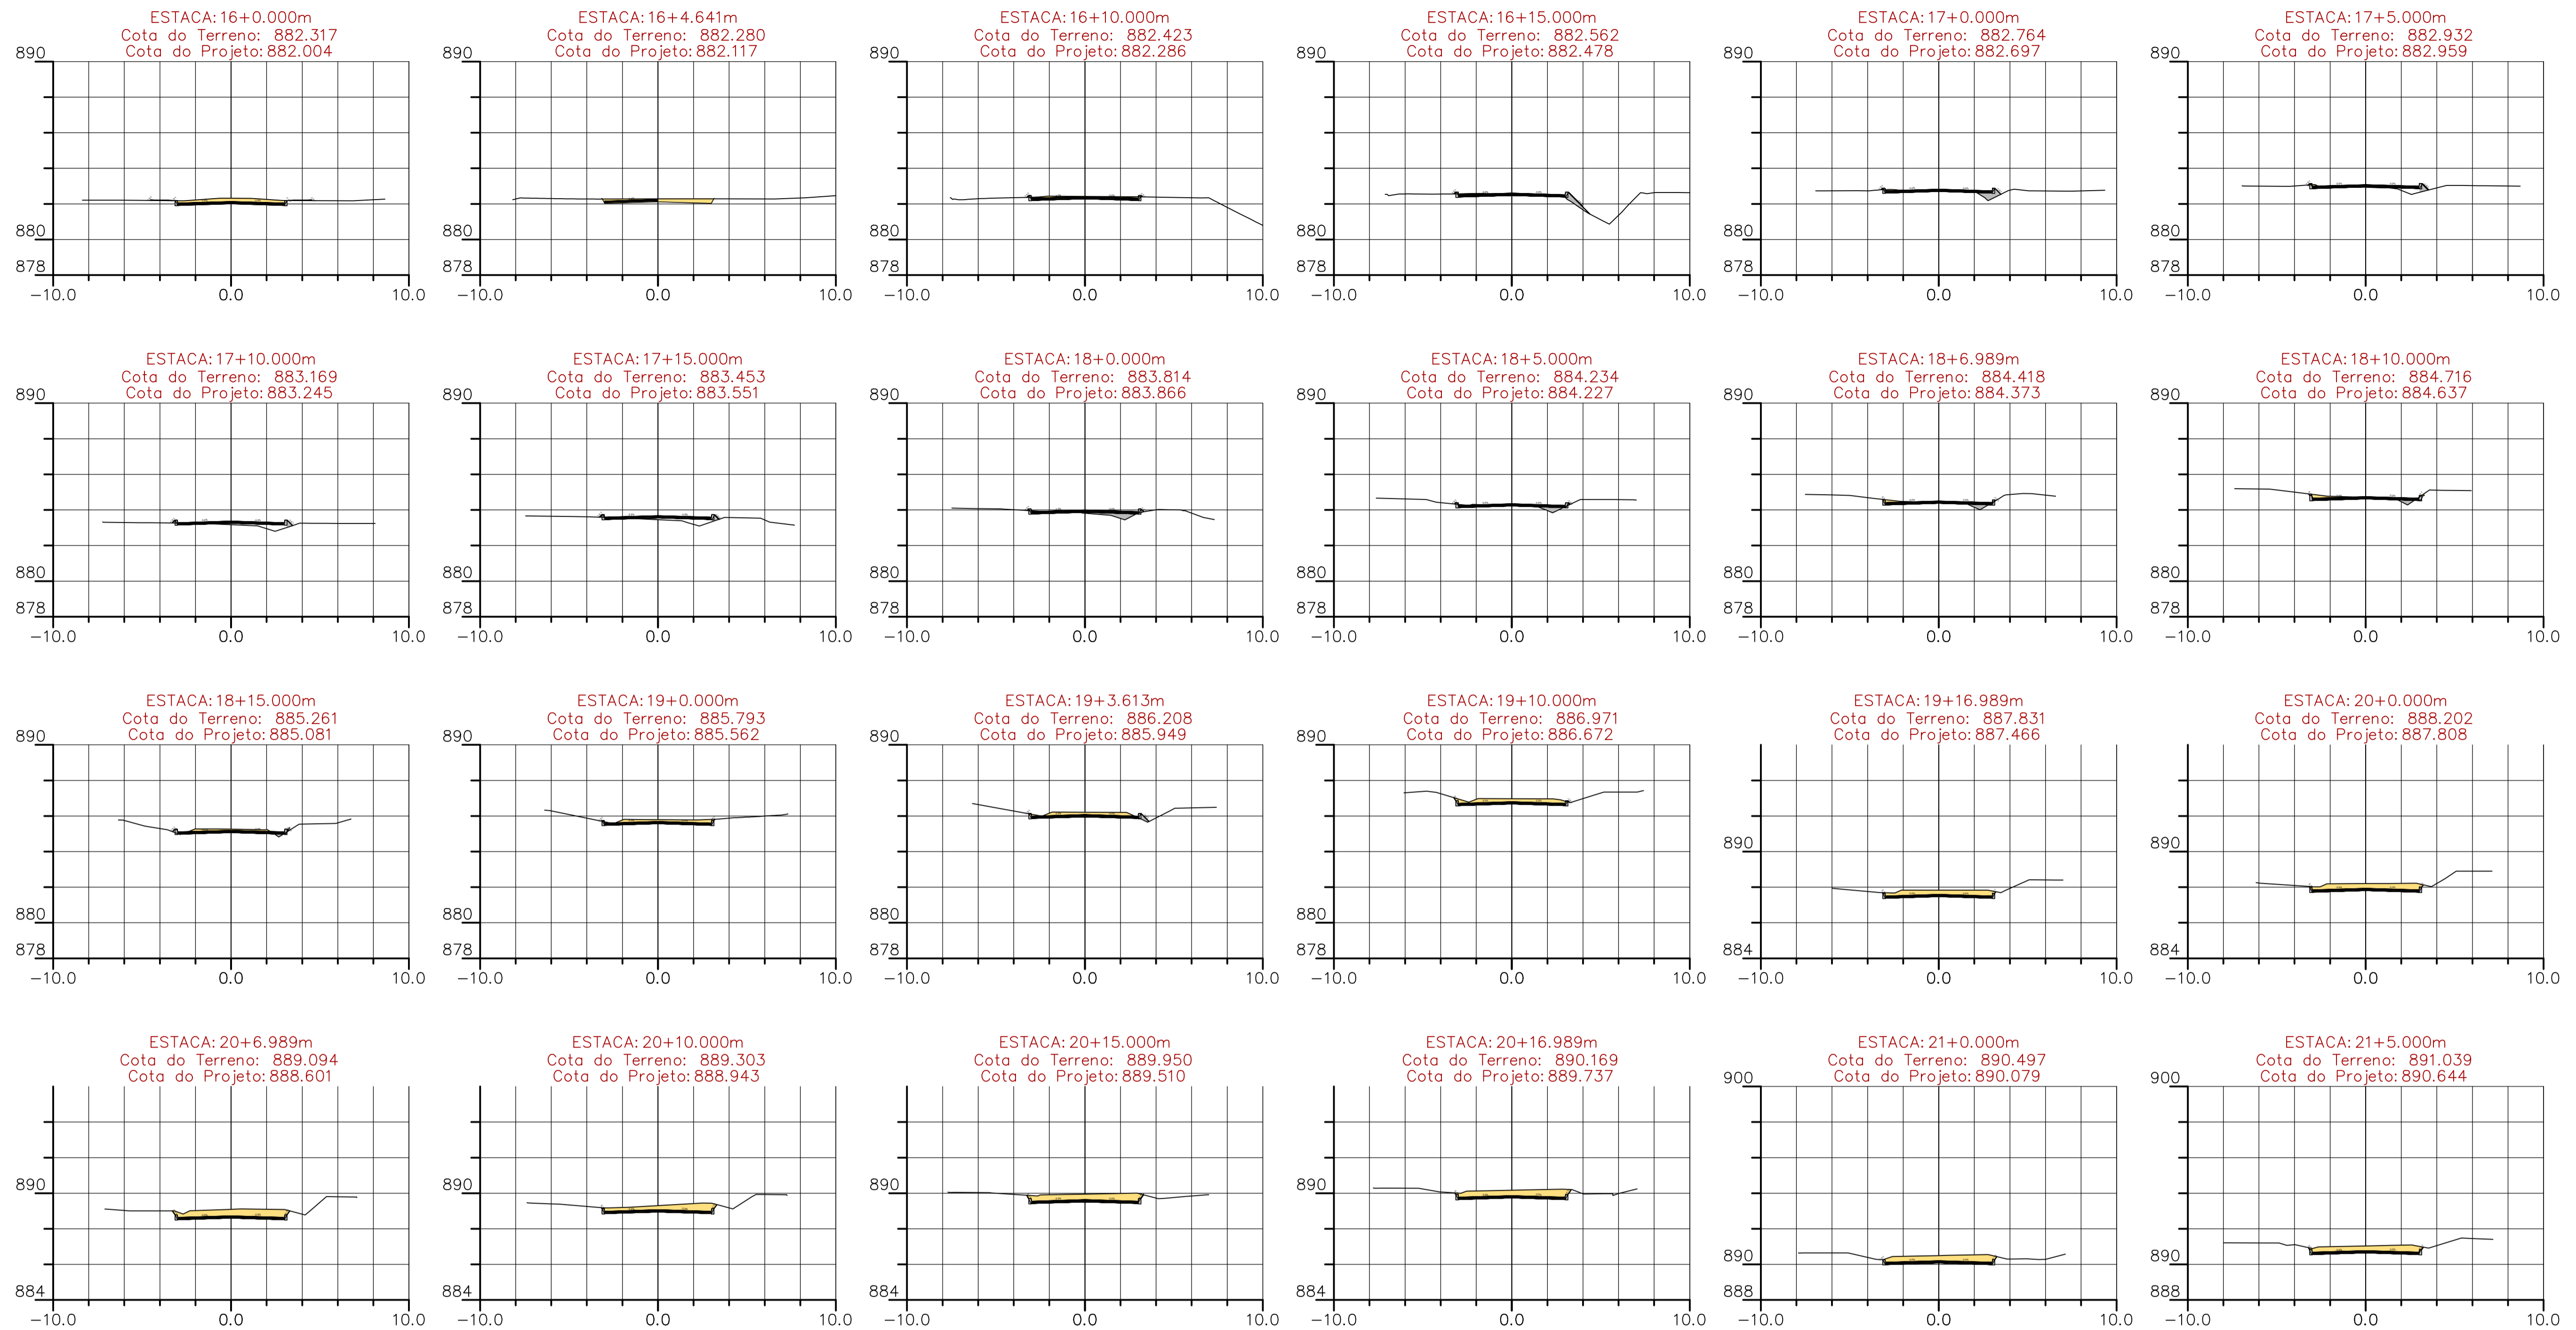 ESTACA:16+0.000m
Cota do Terreno: 882.317
Cota do Projeto:882.004
890
880
878
-10.0 0.0 10.0
ESTACA:16+4.641m
Cota do Terreno: 882.280
Cota do Projeto:882.117
890
880
878
-10.0 0.0 10.0
ESTACA:16+10.000m
Cota do Terreno: 882.423
Cota do Projeto:882.286
890
880
878
-10.0 0.0 10.0
ESTACA:16+15.000m
Cota do Terreno: 882.562
Cota do Projeto:882.478
890
880
878
-10.0 0.0 10.0
ESTACA:17+0.000m
Cota do Terreno: 882.764
Cota do Projeto:882.697
890
880
878
-10.0 0.0 10.0
ESTACA:17+5.000m
Cota do Terreno: 882.932
Cota do Projeto:882.959
890
880
878
-10.0 0.0 10.0
ESTACA:17+10.000m
Cota do Terreno: 883.169
Cota do Projeto:883.245
890
880
878
-10.0 0.0 10.0
ESTACA:17+15.000m
Cota do Terreno: 883.453
Cota do Projeto:883.551
890
880
878
-10.0 0.0 10.0
ESTACA:18+0.000m
Cota do Terreno: 883.814
Cota do Projeto:883.866
890
880
878
-10.0 0.0 10.0
ESTACA:18+5.000m
Cota do Terreno: 884.234
Cota do Projeto:884.227
890
880
878
-10.0 0.0 10.0
ESTACA:18+6.989m
Cota do Terreno: 884.418
Cota do Projeto:884.373
890
880
878
-10.0 0.0 10.0
ESTACA:18+10.000m
Cota do Terreno: 884.716
Cota do Projeto:884.637
890
880
878
-10.0 0.0 10.0
ESTACA:18+15.000m
Cota do Terreno: 885.261
Cota do Projeto:885.081
890
880
878
-10.0 0.0 10.0
ESTACA:19+0.000m
Cota do Terreno: 885.793
Cota do Projeto:885.562
890
880
878
-10.0 0.0 10.0
ESTACA:19+3.613m
Cota do Terreno: 886.208
Cota do Projeto:885.949
890
880
878
-10.0 0.0 10.0
ESTACA:19+10.000m
Cota do Terreno: 886.971
Cota do Projeto:886.672
890
880
878
-10.0 0.0 10.0
ESTACA:19+16.989m
Cota do Terreno: 887.831
Cota do Projeto:887.466
890
884
-10.0 0.0 10.0
ESTACA:20+0.000m
Cota do Terreno: 888.202
Cota do Projeto:887.808
890
884
-10.0 0.0 10.0
ESTACA:20+6.989m
Cota do Terreno: 889.094
Cota do Projeto:888.601
890
884
-10.0 0.0 10.0
ESTACA:20+10.000m
Cota do Terreno: 889.303
Cota do Projeto:888.943
890
884
-10.0 0.0 10.0
ESTACA:20+15.000m
Cota do Terreno: 889.950
Cota do Projeto:889.510
890
884
-10.0 0.0 10.0
ESTACA:20+16.989m
Cota do Terreno: 890.169
Cota do Projeto:889.737
890
884
-10.0 0.0 10.0
ESTACA:21+0.000m
Cota do Terreno: 890.497
Cota do Projeto:890.079
900
890
888
-10.0 0.0 10.0
ESTACA:21+5.000m
Cota do Terreno: 891.039
Cota do Projeto:890.644
900
890
888
-10.0 0.0 10.0